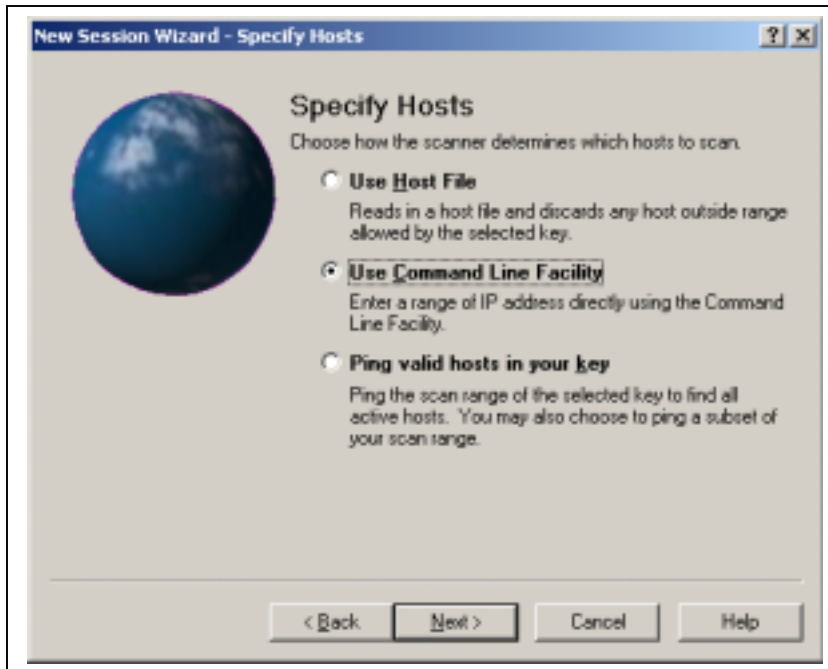 New Session Wizard - Specify Hosts
Specify Hosts
Choose how the scanner determines which hosts to scan.
Use Host File
Reads in a host file and discards any host outside range
allowed by the selected key.
Use Command Line Facility
Enter a range of IP address directly using the Command
Line Facility.
Ping valid hosts in your key
Ping the scan range of the selected key to find all
active hosts. You may also choose to ping a subset of
your scan range.
< Back
Next >
Cancel
Help